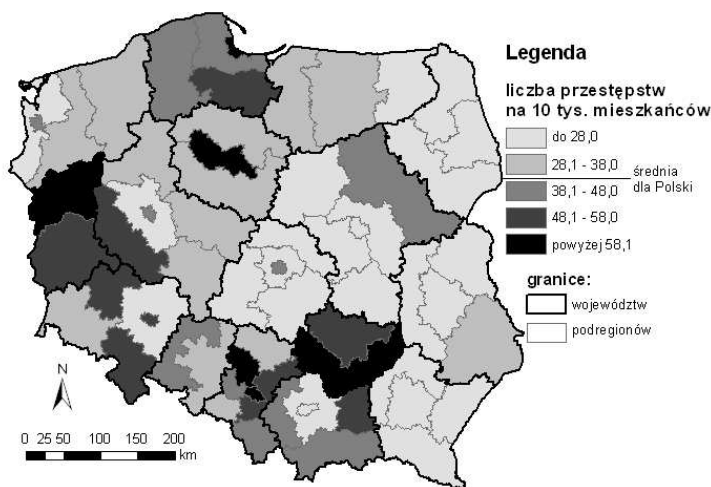 Legenda
liczba przestępstw
na 10 tys. mieszkańców
do 28,0
28,1 - 38,0
średnia
dla Polski
38,1 - 48,0
48,1 - 58,0
powyżej 58,1
granice:
województw
podregionów
N
0 25 50 100 150 200
km